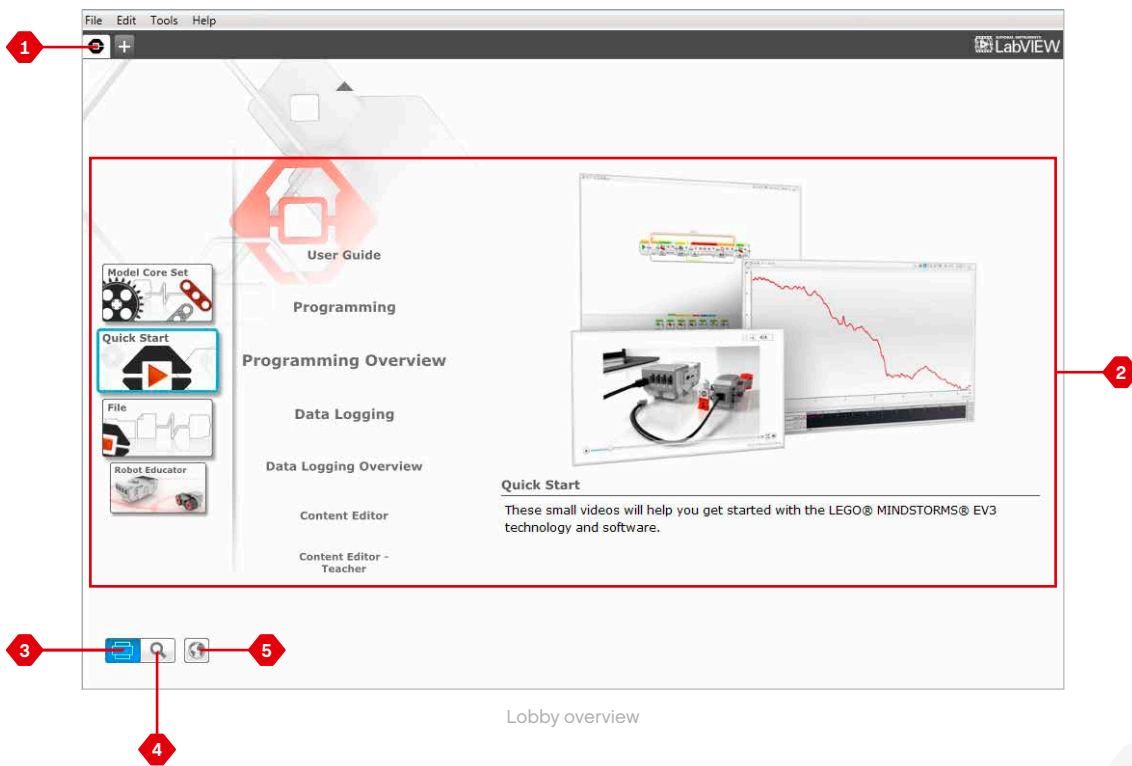 File Edit Tools Help
1
NATIONAL INSTRUMENTS
LabVIEW
Model Core Set
Quick Start
File
Robot Educator
User Guide
Programming
Programming Overview
Data Logging
Data Logging Overview
Content Editor
Content Editor -
Teacher
Quick Start
These small videos will help you get started with the LEGO® MINDSTORMS® EV3
technology and software.
2
3
5
4
Lobby overview